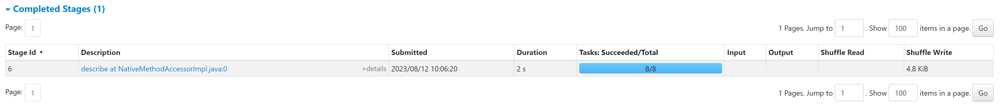 Completed Stages (1)
Page: 1 1 Pages. Jump to 1 . Show 100 items in a page. Go
Stage Id ▼ Description Submitted Duration Tasks: Succeeded/Total Input Output Shuffle Read Shuffle Write
6 describe at NativeMethodAccessorImpl.java:0 +details 2023/08/12 10:06:20 2 s 8/8 4.8 KiB
Page: 1 1 Pages. Jump to 1 . Show 100 items in a page. Go